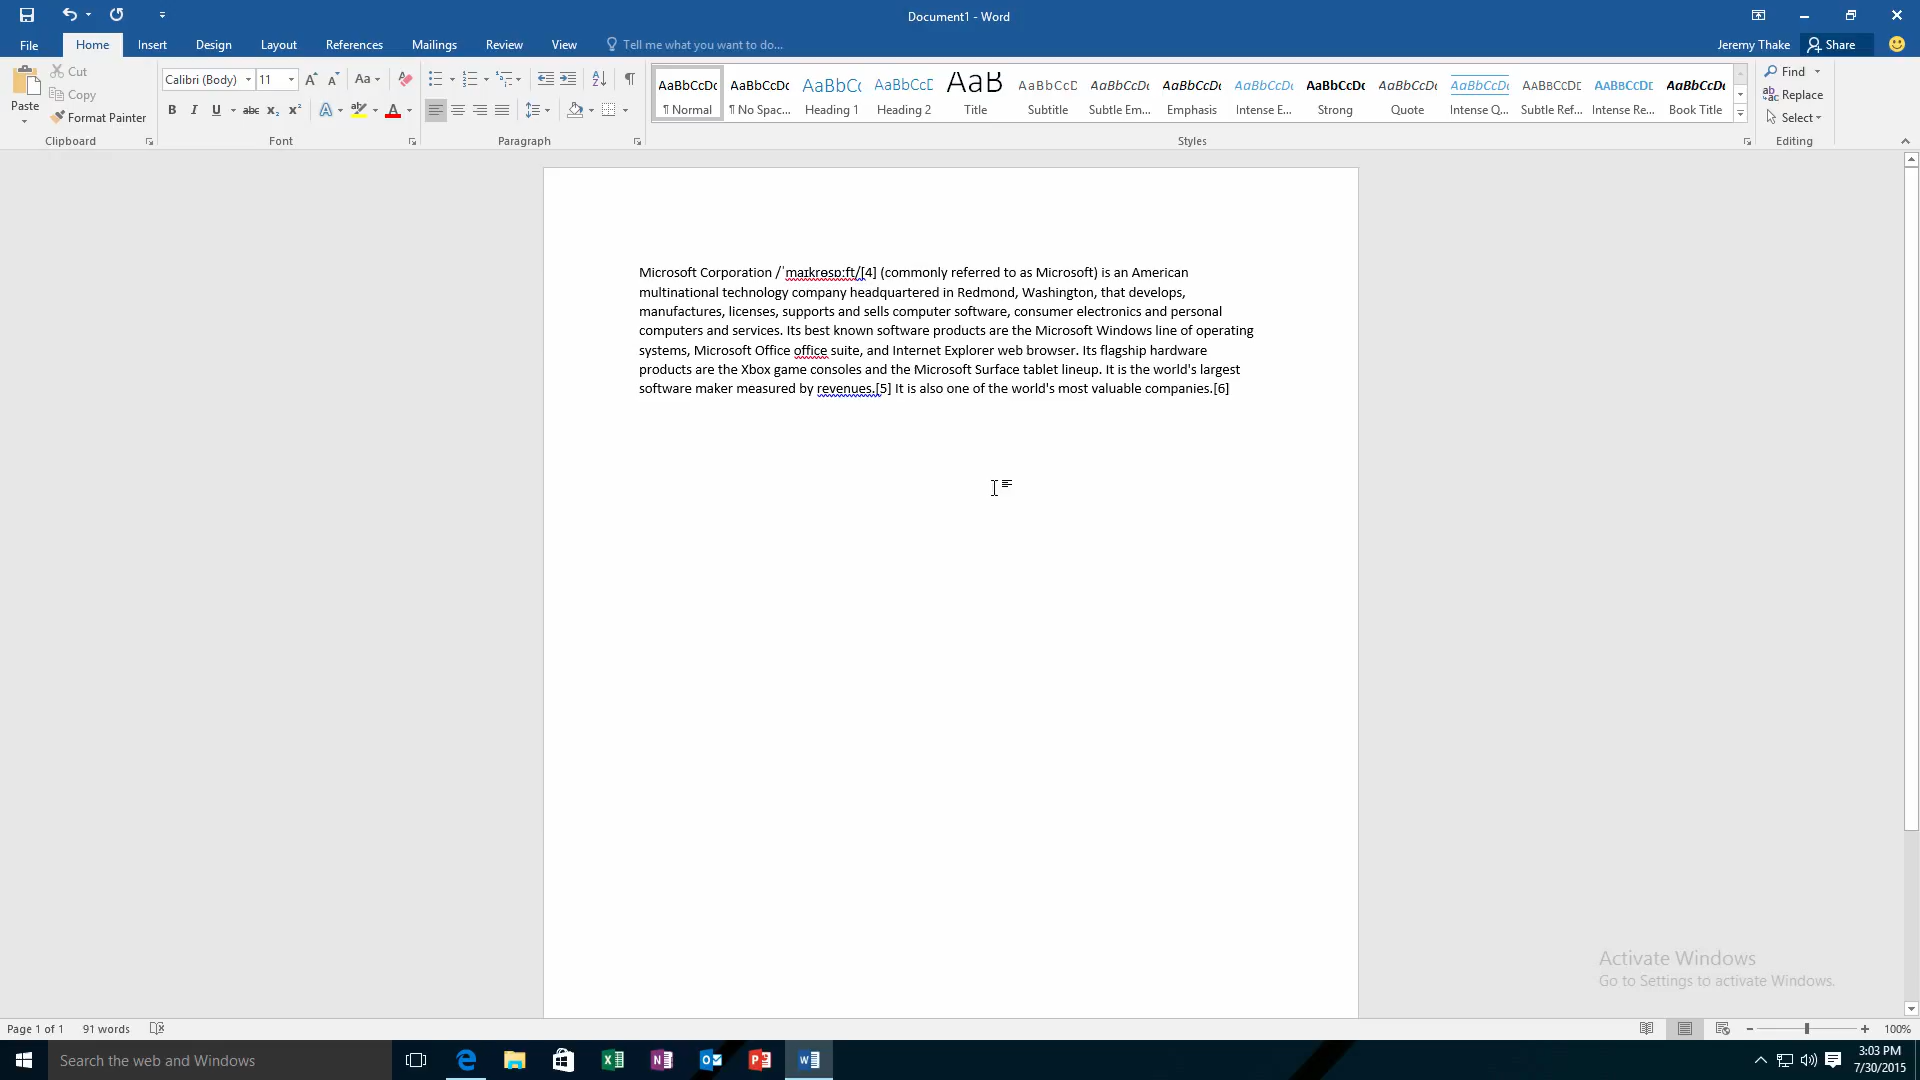 Document1 - Word
File Home Insert Design Layout References Mailings Review View Tell me what you want to do... Jeremy Thake Share
Paste
Cut
Copy
Format Painter
Clipboard
Calibri (Body) 11 Aa
B I U abc x₂ x² A A
Font
Paragraph
AaBbCcDc AaBbCcDc AaBbCc AaBbCcD AaB AaBbCcD AaBbCcDc AaBbCcDc AaBbCcDc AaBbCcDc AaBbCcDc AaBbCcDc AABBCCDD AABBCCDD AaBbCcDc
¶ Normal ¶ No Spac... Heading 1 Heading 2 Title Subtitle Subtle Em... Emphasis Intense E... Strong Quote Intense Q... Subtle Ref... Intense Re... Book Title
Styles
Find
Replace
Select
Editing
Microsoft Corporation /ˈmaɪkrɵsɒːft/[4] (commonly referred to as Microsoft) is an American
multinational technology company headquartered in Redmond, Washington, that develops,
manufactures, licenses, supports and sells computer software, consumer electronics and personal
computers and services. Its best known software products are the Microsoft Windows line of operating
systems, Microsoft Office office suite, and Internet Explorer web browser. Its flagship hardware
products are the Xbox game consoles and the Microsoft Surface tablet lineup. It is the world's largest
software maker measured by revenues.[5] It is also one of the world's most valuable companies.[6]
Activate Windows
Go to Settings to activate Windows.
Page 1 of 1 91 words 100%
Search the web and Windows
3:03 PM
7/30/2015